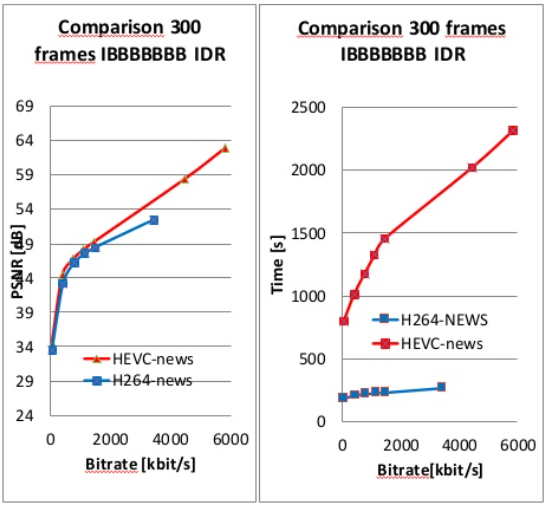 Comparison 300
frames IBBBBBBB IDR
69
64
59
54
49
44
39
34
29
24
PSNR [dB]
HEVC-news
H264-news
0 2000 4000 6000
Bitrate [kbit/s]
Comparison 300 frames
IBBBBBBB IDR
2500
2000
1500
1000
500
0
Time [s]
H264-NEWS
HEVC-news
0 2000 4000 6000
Bitrate[kbit/s]